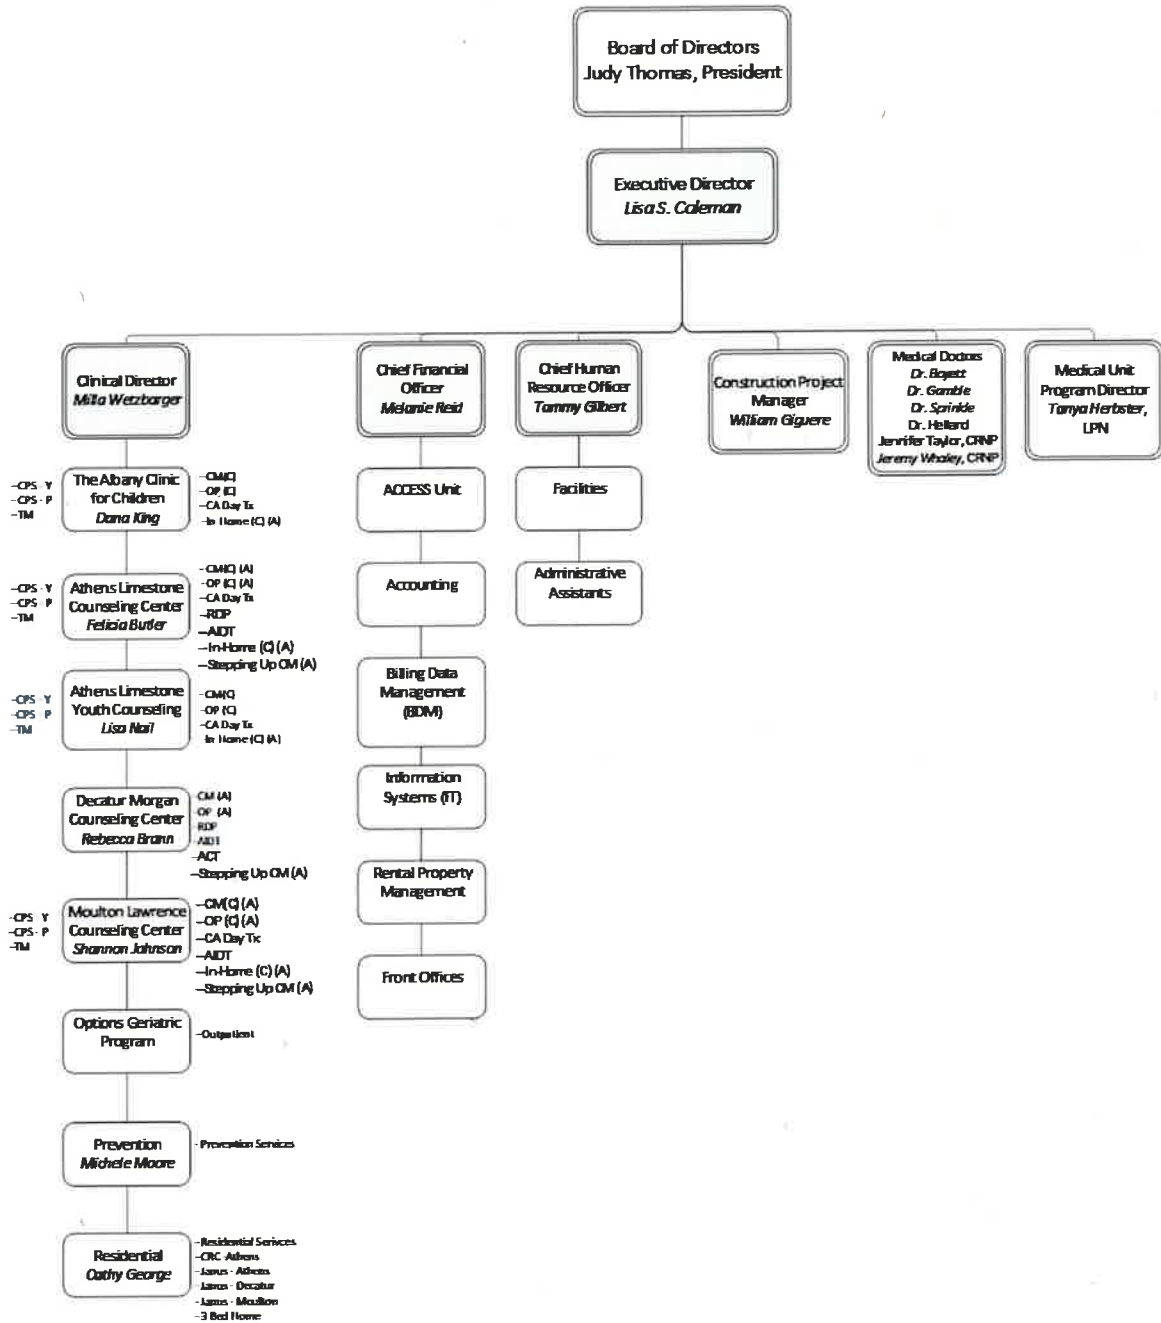 Board of Directors
Judy Thomas, President
Executive Director
Lisa S. Coleman
Clinical Director
Milla Wetzbarger
Chief Financial
Officer
Melanie Reid
Chief Human
Resource Officer
Tammy Gilbert
Construction Project
Manager
William Giguere
Medical Doctors
Dr. Boyett
Dr. Gamble
Dr. Sprinkle
Dr. Hellard
Jennifer Taylor, CRNP
Jeremy Whaley, CRNP
Medical Unit
Program Director
Tanya Herbster,
LPN
-CPS - Y
-CPS - P
-TM
The Albany Clinic
for Children
Dana King
-CM(C)
-OP (C)
-CA Day Tx
-In Home (C) (A)
-CPS - Y
-CPS - P
-TM
Athens Limestone
Counseling Center
Felicia Butler
-CM(C) (A)
-OP (C) (A)
-CA Day Tx
-RDP
-AIDT
-In-Home (C) (A)
-Stepping Up CM (A)
-CPS - Y
-CPS - P
-TM
Athens Limestone
Youth Counseling
Lisa Nail
-CM(C)
-OP (C)
-CA Day Tx
In Home (C) (A)
Decatur Morgan
Counseling Center
Rebecca Brann
-CM (A)
-OP (A)
-RDP
-AIDT
-ACT
-Stepping Up CM (A)
-CPS Y
-CPS - P
-TM
Moulton Lawrence
Counseling Center
Shannon Johnson
-CM(C) (A)
-OP (C) (A)
-CA Day Tx
-AIDT
-In-Home (C) (A)
-Stepping Up CM (A)
Options Geriatric
Program
-Outpatient
Prevention
Michele Moore
- Prevention Services
Residential
Cathy George
-Residential Serivces
-CRC -Athens
-Janus - Athens
-Janus - Decatur
-Janus - Moulton
-3 Bed Home
ACCESS Unit
Accounting
Billing Data
Management
(BDM)
Information
Systems (IT)
Rental Property
Management
Front Offices
Facilities
Administrative
Assistants